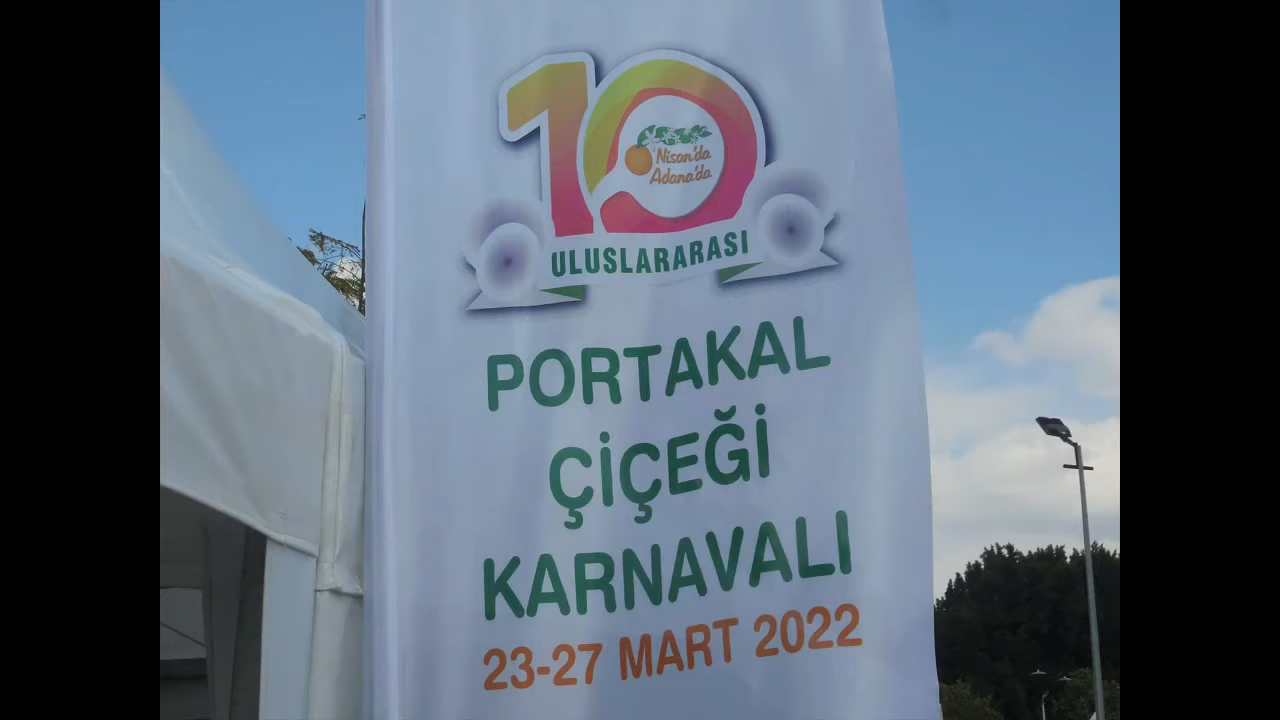 10
Nisan'da
Adana'da
ULUSLARARASI
PORTAKAL
ÇİÇEĞİ
KARNAVALI
23-27 MART 2022